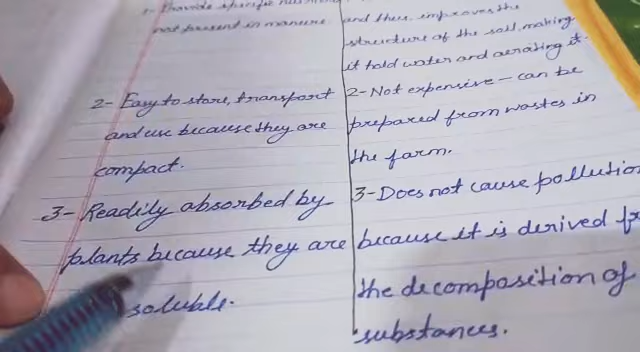 1- Provide specific
not present in manure
2- Easy to store, transport
and use because they are
compact.
3- Readily absorbed by
plants because they are
soluble.
and thus improves the
structure of the soil, making
it hold water and aerating it.
2- Not expensive - can be
prepared from wastes in
the farm.
3- Does not cause pollution
because it is derived
the decomposition of
substances.